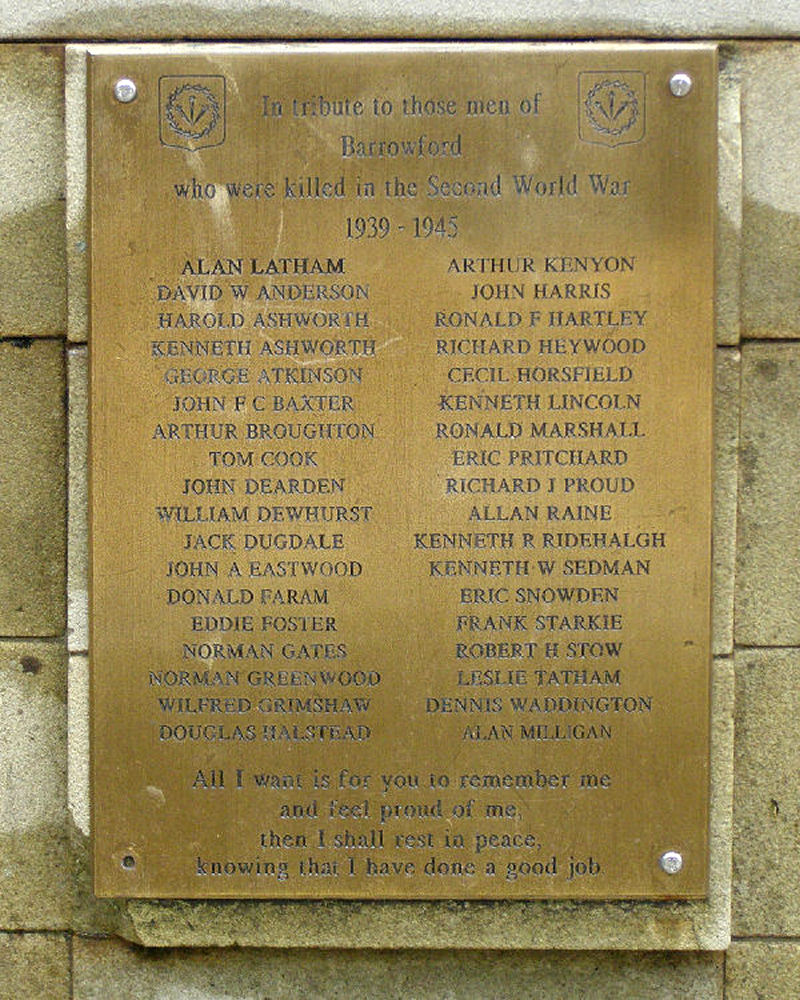 In tribute to those men of
Barrowford
who were killed in the Second World War
1939 - 1945
ALAN LATHAM
DAVID W ANDERSON
HAROLD ASHWORTH
KENNETH ASHWORTH
GEORGE ATKINSON
JOHN F C BAXTER
ARTHUR BROUGHTON
TOM COOK
JOHN DEARDEN
WILLIAM DEWHURST
JACK DUGDALE
JOHN A EASTWOOD
DONALD FARAM
EDDIE FOSTER
NORMAN GATES
NORMAN GREENWOOD
WILFRED GRIMSHAW
DOUGLAS HALSTEAD
ARTHUR KENYON
JOHN HARRIS
RONALD F HARTLEY
RICHARD HEYWOOD
CECIL HORSFIELD
KENNETH LINCOLN
RONALD MARSHALL
ERIC PRITCHARD
RICHARD J PROUD
ALLAN RAINE
KENNETH R RIDEHALGH
KENNETH W SEDMAN
ERIC SNOWDEN
FRANK STARKIE
ROBERT H STOW
LESLIE TATHAM
DENNIS WADDINGTON
ALAN MILLIGAN
All I want is for you to remember me
and feel proud of me,
then I shall rest in peace,
knowing that I have done a good job.